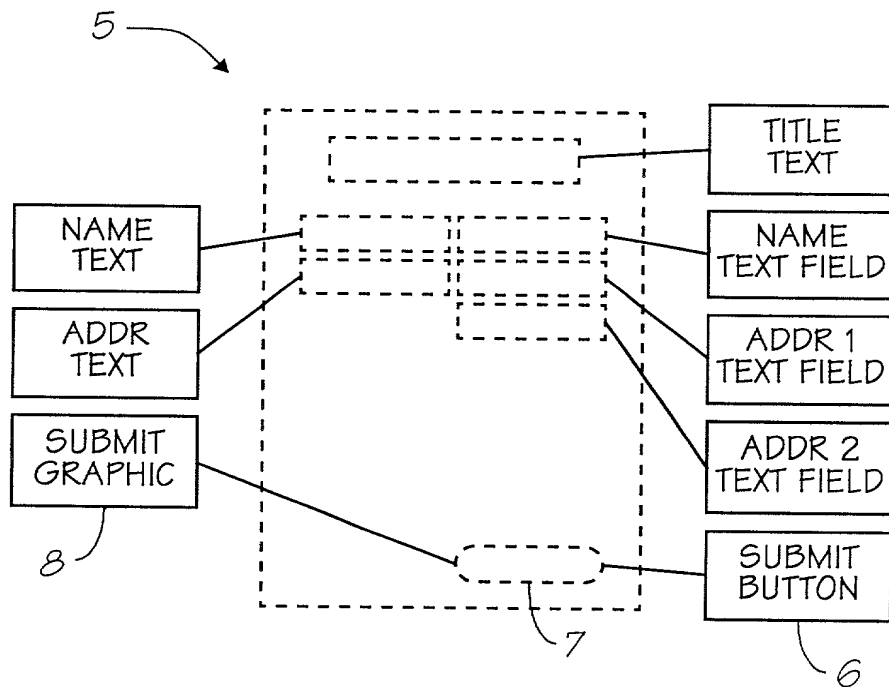 5
TITLE
TEXT
NAME
TEXT
NAME
TEXT FIELD
ADDR
TEXT
ADDR 1
TEXT FIELD
SUBMIT
GRAPHIC
ADDR 2
TEXT FIELD
8
SUBMIT
BUTTON
7
6